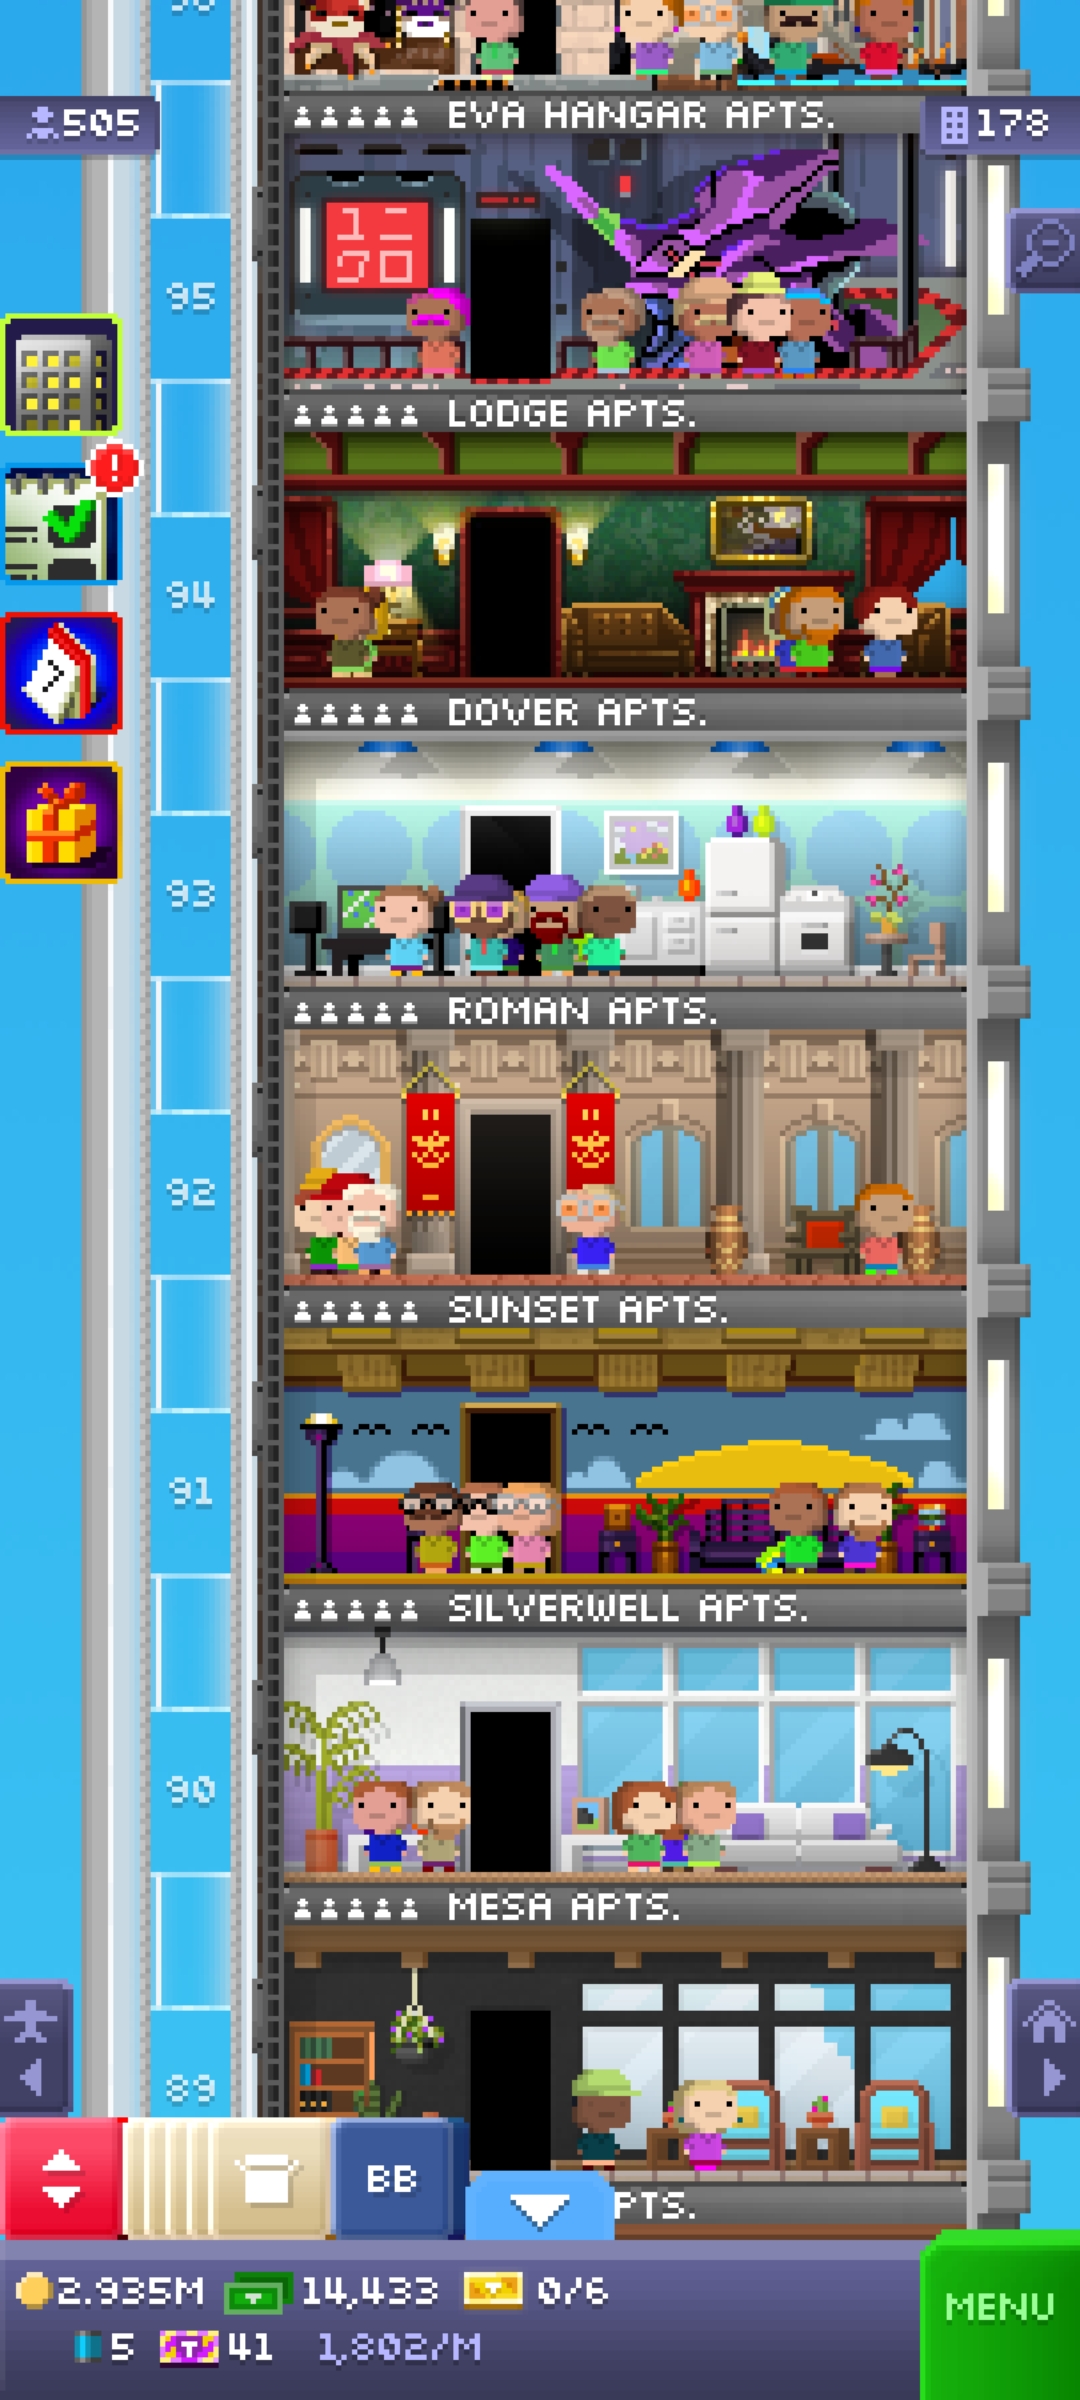 505
EVA HANGAR APTS.
178
95
LODGE APTS.
94
DOVER APTS.
93
ROMAN APTS.
92
SUNSET APTS.
91
SILVERWELL APTS.
90
MESA APTS.
89
BB
PTS.
2.935M 14,433 0/6
MENU
5 41 1,802/M